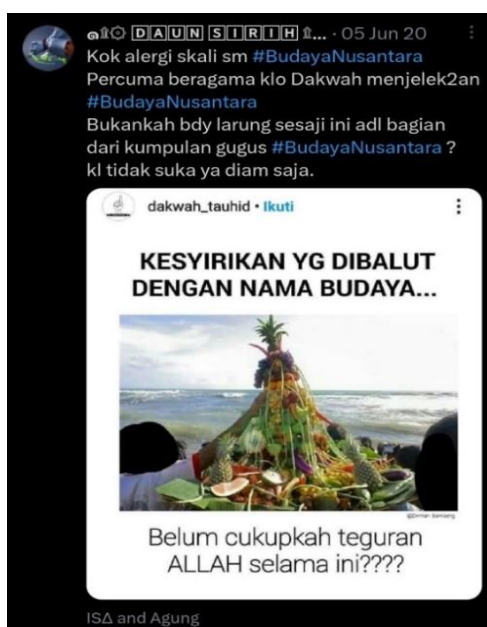 DAUN SIRIH ... · 05 Jun 20
Kok alergi skali sm #BudayaNusantara
Percuma beragama klo Dakwah menjelek2an
#BudayaNusantara
Bukankah bdy larung sesaji ini adl bagian
dari kumpulan gugus #BudayaNusantara ?
kl tidak suka ya diam saja.
dakwah_tauhid • Ikuti
KESYIRIKAN YG DIBALUT
DENGAN NAMA BUDAYA...
Belum cukupkah teguran
ALLAH selama ini????
ISΔ and Agung